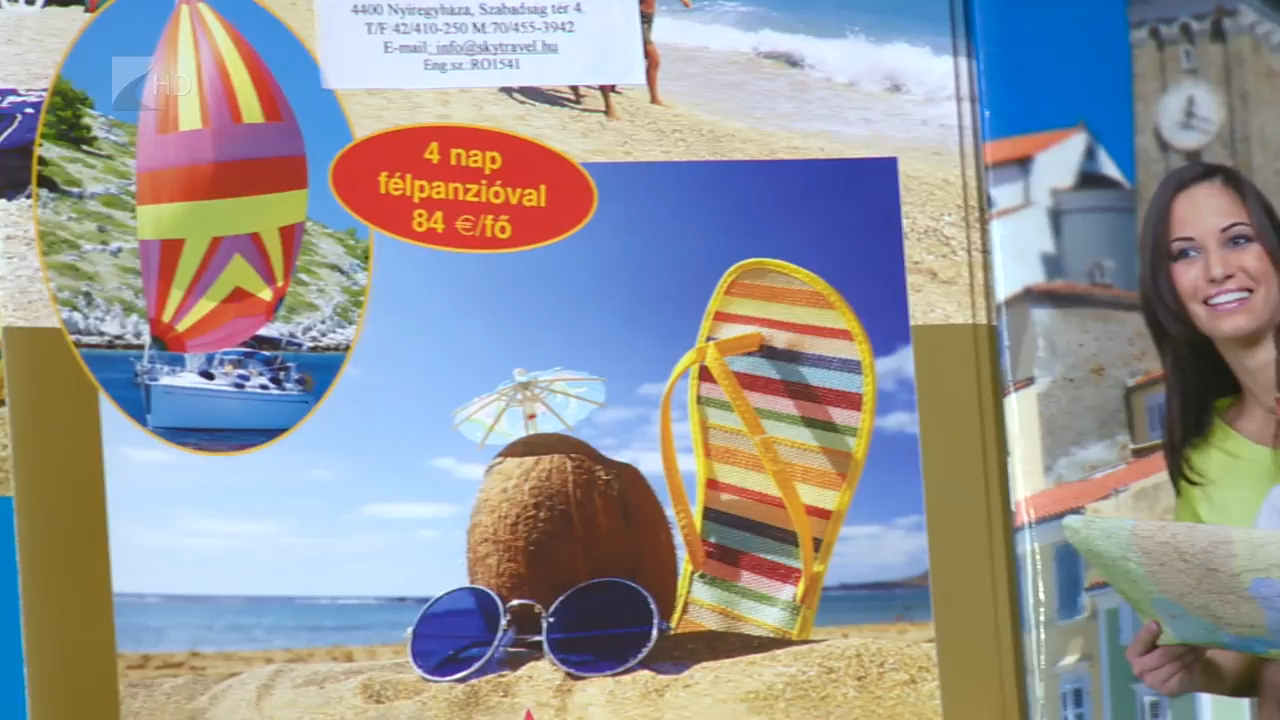 4400 Nyíregyháza, Szabadság tér 4.
T/F:42/410-250 M:70/455-3942
E-mail: info@skytravel.hu
Eng.sz.:RO1541
HD
4 nap
félpanzióval
84 €/fő